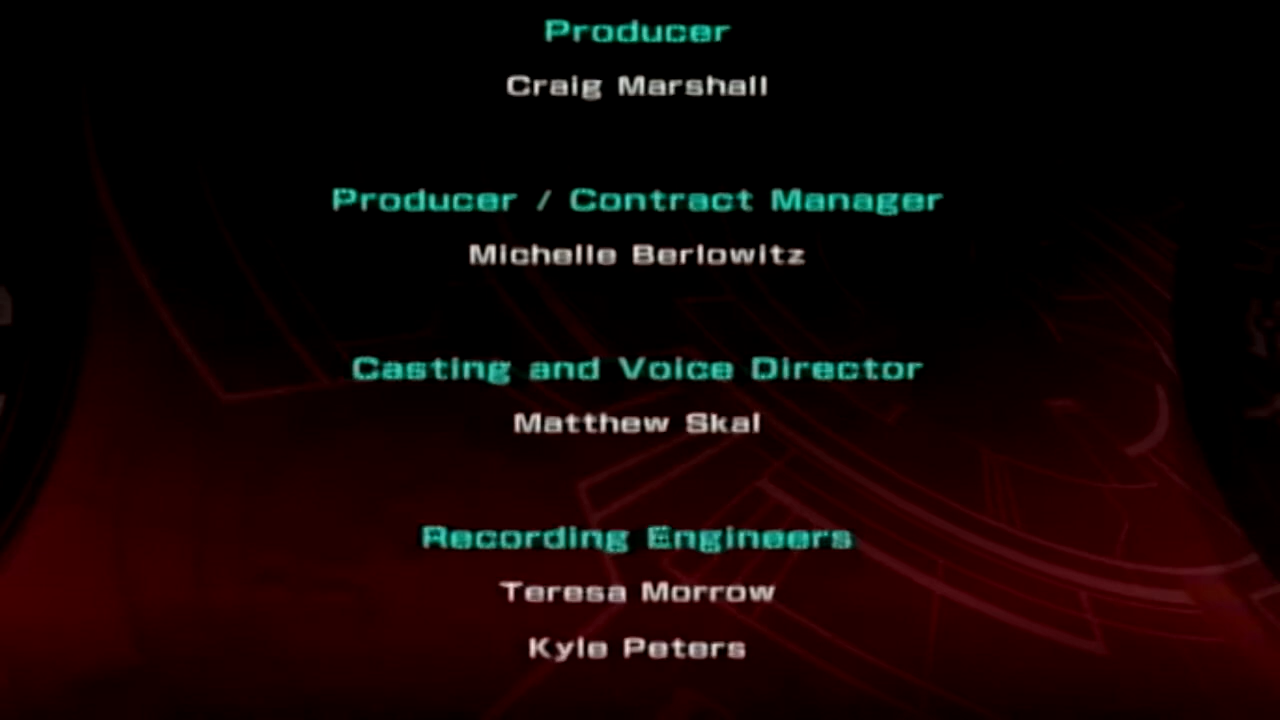 Producer
Craig Marshall
Producer / Contract Manager
Michelle Berlowitz
Casting and Voice Director
Matthew Skal
Recording Engineers
Teresa Morrow
Kyle Peters